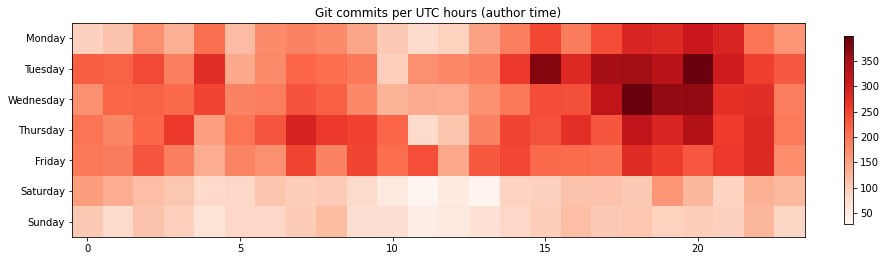 Git commits per UTC hours (author time)
Monday
Tuesday
Wednesday
Thursday
Friday
Saturday
Sunday
0 5 10 15 20
350
300
250
200
150
100
50